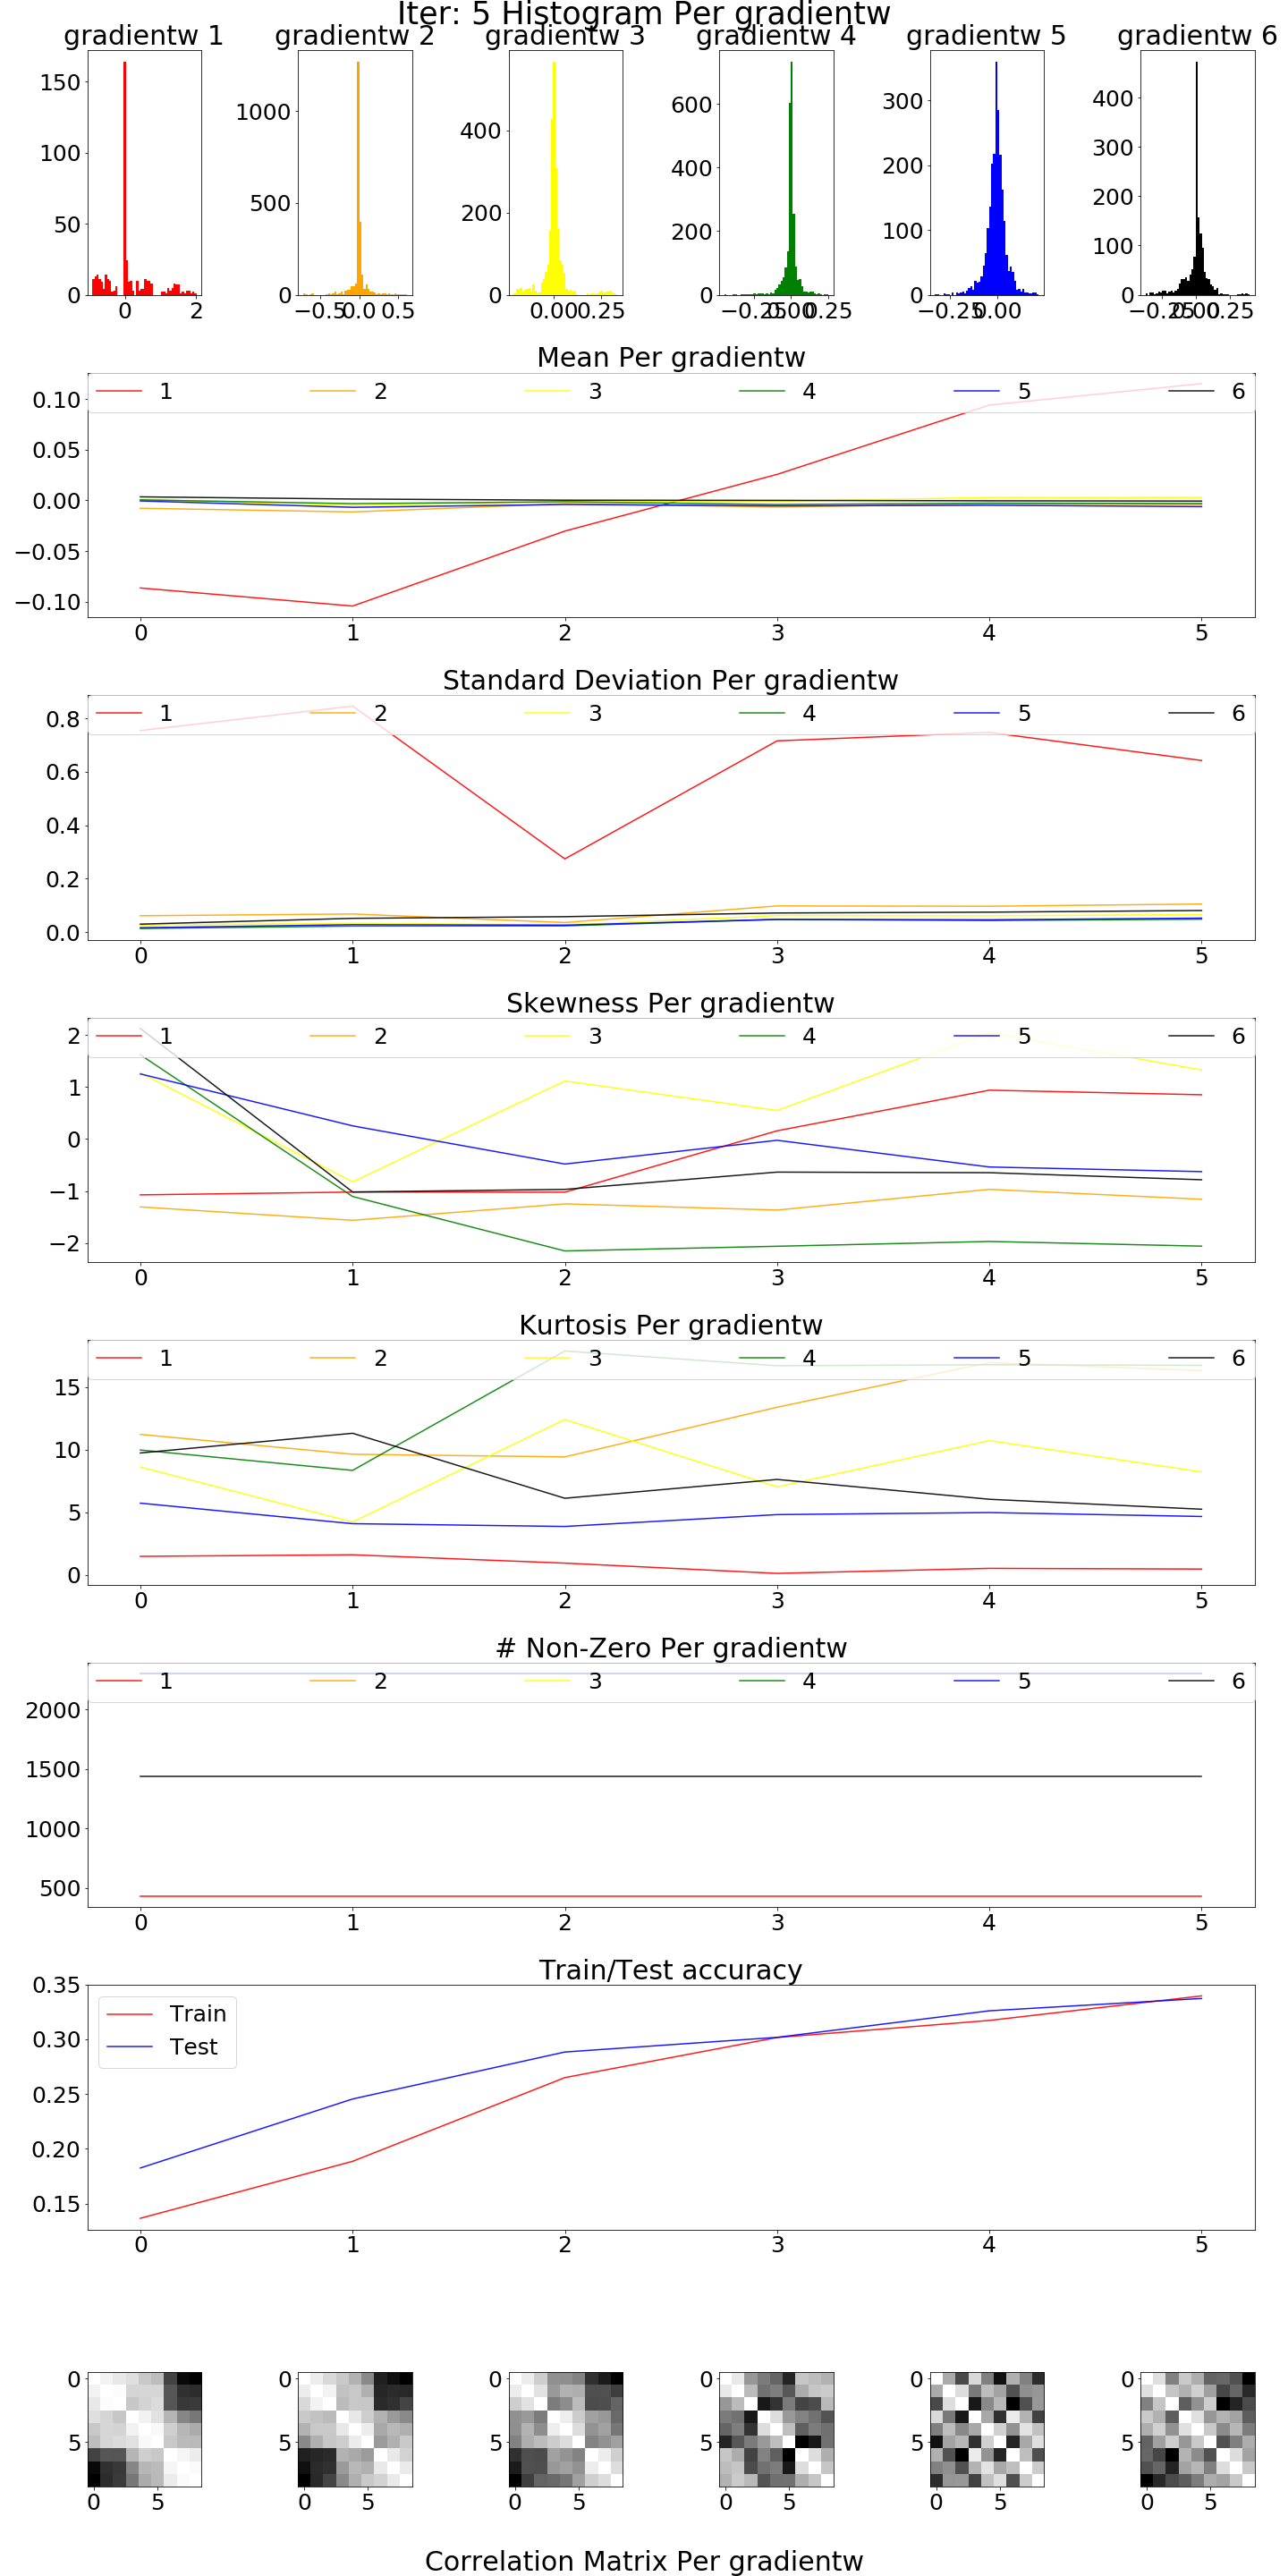 Iter: 5 Histogram Per gradientw
gradientw 1 gradientw 2 gradientw 3 gradientw 4 gradientw 5 gradientw 6
150
100
50
0
0 2
1000
500
0
−0.5 0.0 0.5
400
200
0
0.00 0.25
600
400
200
0
−0.25 0.00 0.25
300
200
100
0
−0.25 0.00
400
300
200
100
0
−0.25 0.00 0.25
Mean Per gradientw
1 2 3 4 5 6
0.10
0.05
0.00
−0.05
−0.10
0 1 2 3 4 5
Standard Deviation Per gradientw
1 2 3 4 5 6
0.8
0.6
0.4
0.2
0.0
0 1 2 3 4 5
Skewness Per gradientw
1 2 3 4 5 6
2
1
0
−1
−2
0 1 2 3 4 5
Kurtosis Per gradientw
1 2 3 4 5 6
15
10
5
0
0 1 2 3 4 5
# Non-Zero Per gradientw
1 2 3 4 5 6
2000
1500
1000
500
0 1 2 3 4 5
Train/Test accuracy
Train
Test
0.35
0.30
0.25
0.20
0.15
0 1 2 3 4 5
0 0 0 0 0 0
5 5 5 5 5 5
0 5 0 5 0 5 0 5 0 5 0 5
Correlation Matrix Per gradientw